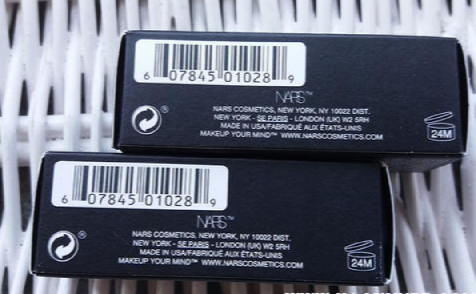 6 07845 01028 9
NARS™
NARS COSMETICS, NEW YORK, NY 10022 DIST.
NEW YORK - SE PARIS - LONDON (UK) W2 5RH
MADE IN USA/FABRIQUÉ AUX ÉTATS-UNIS
MAKEUP YOUR MIND™ WWW.NARSCOSMETICS.COM
24M
6 07845 01028 9
NARS™
NARS COSMETICS, NEW YORK, NY 10022 DIST.
NEW YORK - SE PARIS - LONDON (UK) W2 5RH
MADE IN USA/FABRIQUÉ AUX ÉTATS-UNIS
MAKEUP YOUR MIND™ WWW.NARSCOSMETICS.COM
24M